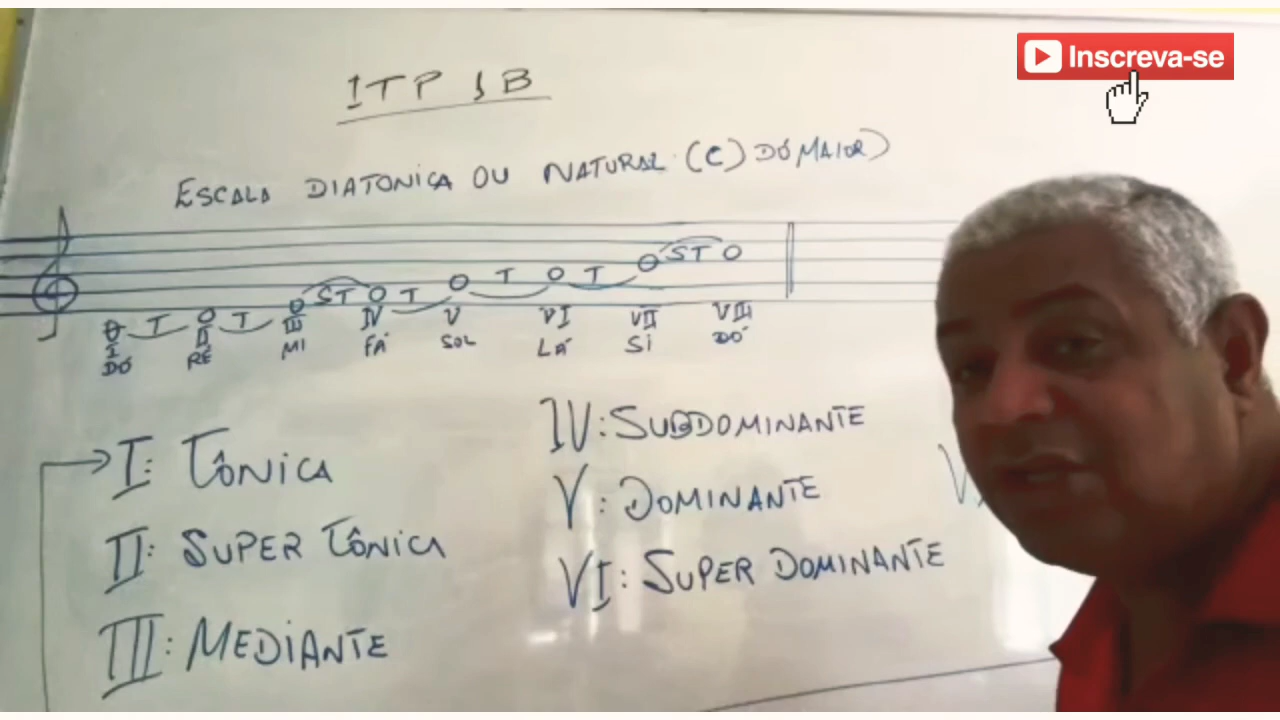 Inscreva-se
ITP 1B
ESCALA DIATONICA OU NATURAL (C) DÓ MAIOR)
T T ST T T T ST
I II III IV V VI VII VIII
DÓ RÉ MI FÁ SOL LÁ SI DÓ
I: TÔNICA
II: SUPER TÔNICA
III: MEDIANTE
IV: SUBDOMINANTE
V: DOMINANTE
VI: SUPER DOMINANTE